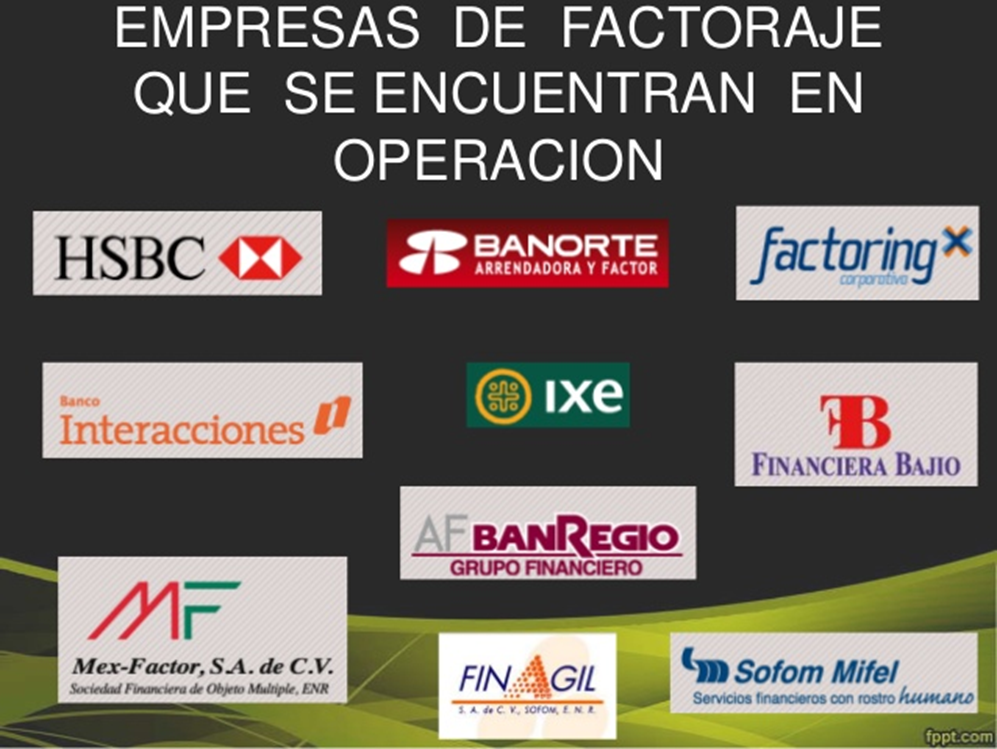 EMPRESAS DE FACTORAJE
QUE SE ENCUENTRAN EN
OPERACION
HSBC
BANORTE
ARRENDADORA Y FACTOR
factoring
corporativo
Banco
Interacciones
IXe
FB
FINANCIERA BAJIO
AF BANREGIO
GRUPO FINANCIERO
MF
Mex-Factor, S.A. de C.V.
Sociedad Financiera de Objeto Multiple, ENR
FINAGIL
S. A. de C. V., SOFOM, E. N. R.
Sofom Mifel
Servicios financieros con rostro humano
fppt.com